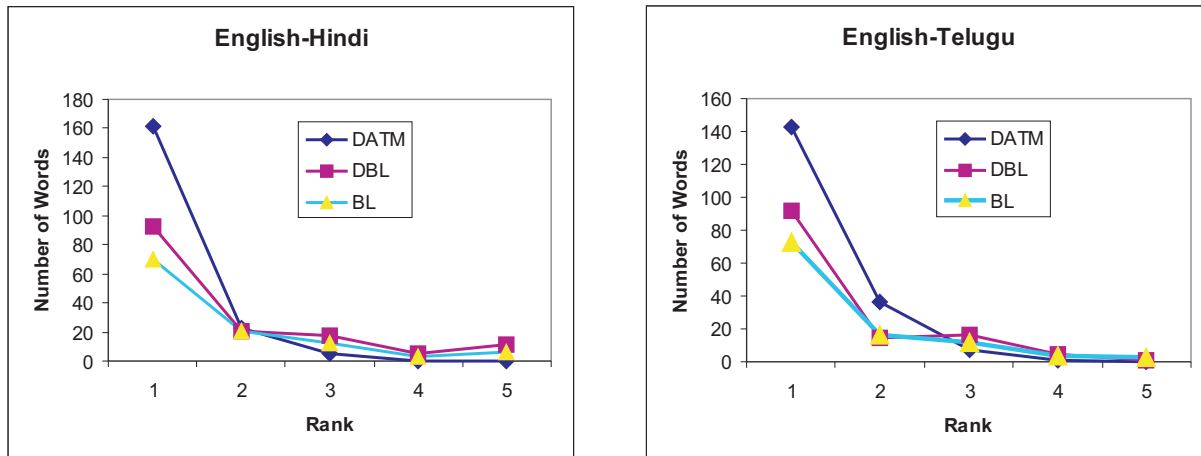 English-Hindi
180
160
140
120
100
80
60
40
20
0
Number of Words
DATM
DBL
BL
1 2 3 4 5
Rank
English-Telugu
160
140
120
100
80
60
40
20
0
Number of Words
DATM
DBL
BL
1 2 3 4 5
Rank